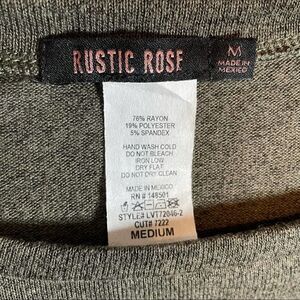 RUSTIC ROSE
M
MADE IN
MEXICO
76% RAYON
19% POLYESTER
5% SPANDEX
HAND WASH COLD
DO NOT BLEACH
IRON LOW
DRY FLAT
DO NOT DRY CLEAN
MADE IN MEXICO
RN # 148501
STYLE# LVT72046-2
CUT# 7222
MEDIUM